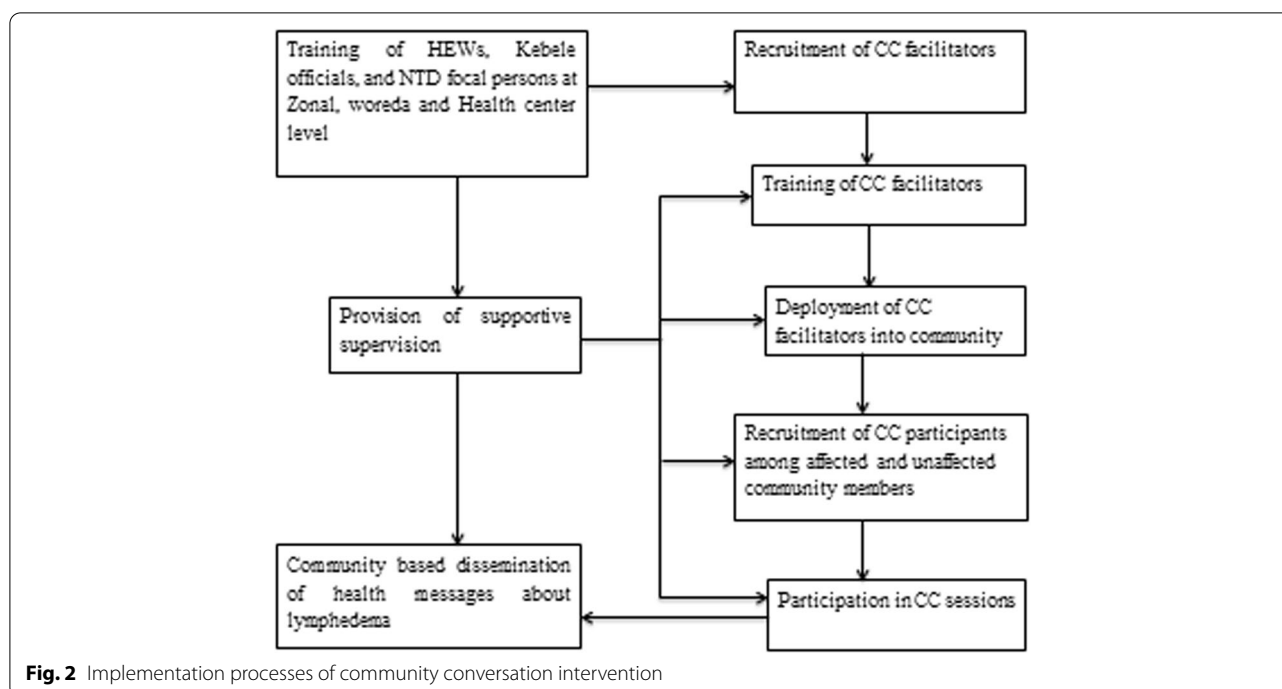 Training of HEWs, Kebele
officials, and NTD focal persons at
Zonal, woreda and Health center
level
Recruitment of CC facilitators
Training of CC facilitators
Provision of supportive
supervision
Deployment of CC
facilitators into community
Recruitment of CC participants
among affected and unaffected
community members
Community based dissemination
of health messages about
lymphedema
Participation in CC sessions
Fig. 2 Implementation processes of community conversation intervention